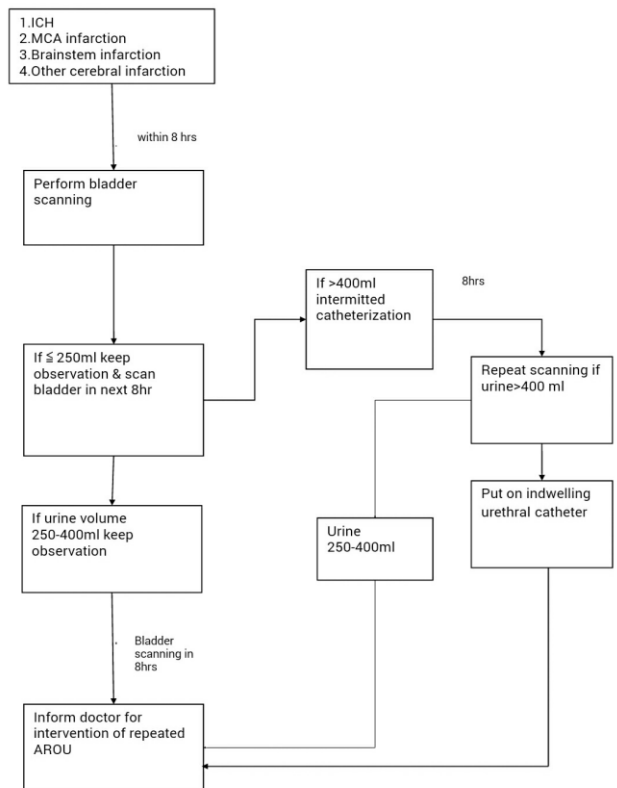 1.ICH
2.MCA infarction
3.Brainstem infarction
4.Other cerebral infarction
within 8 hrs
Perform bladder
scanning
If >400ml
intermitted
catheterization
8hrs
If ≦ 250ml keep
observation & scan
bladder in next 8hr
Repeat scanning if
urine>400 ml
Put on indwelling
urethral catheter
If urine volume
250-400ml keep
observation
Urine
250-400ml
Bladder
scanning in
8hrs
Inform doctor for
intervention of repeated
AROU